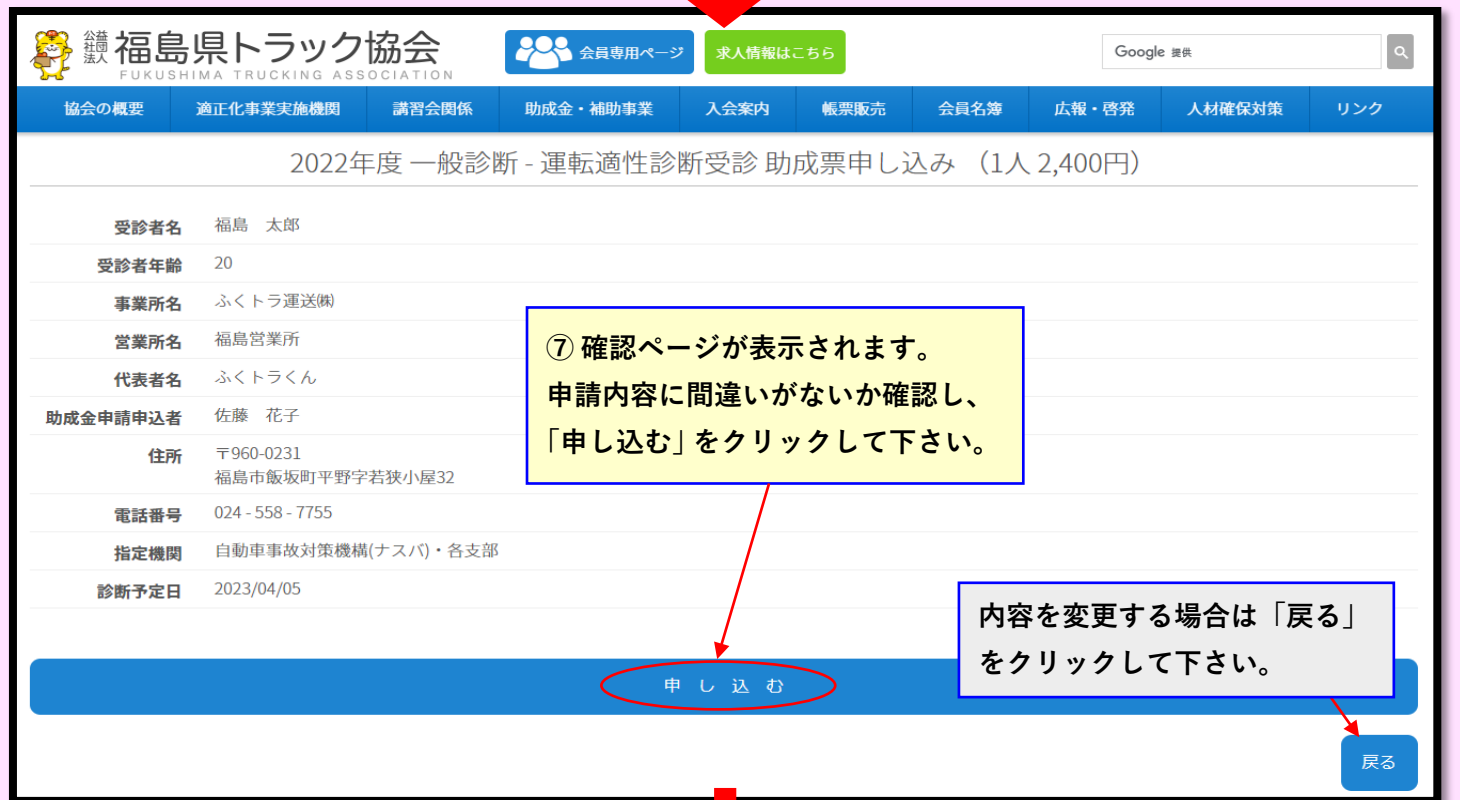 公益社団法人 福島県トラック協会
FUKUSHIMA TRUCKING ASSOCIATION
会員専用ページ
求人情報はこちら
Google 提供
協会の概要 適正化事業実施機関 講習会関係 助成金・補助事業 入会案内 帳票販売 会員名簿 広報・啓発 人材確保対策 リンク
2022年度 一般診断 - 運転適性診断受診 助成票申し込み （1人 2,400円）
受診者名 福島　太郎
受診者年齢 20
事業所名 ふくトラ運送㈱
営業所名 福島営業所
代表者名 ふくトラくん
助成金申請申込者 佐藤　花子
住所 〒960-0231
福島市飯坂町平野字若狭小屋32
電話番号 024 - 558 - 7755
指定機関 自動車事故対策機構(ナスバ)・各支部
診断予定日 2023/04/05
⑦ 確認ページが表示されます。
申請内容に間違いがないか確認し、
「申し込む」をクリックして下さい。
内容を変更する場合は「戻る」
をクリックして下さい。
申し込む
戻る